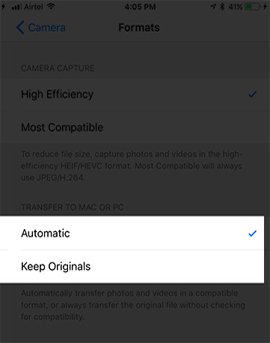 Airtel 4:05 PM 41%
Camera Formats
CAMERA CAPTURE
High Efficiency
Most Compatible
To reduce file size, capture photos and videos in the high-
efficiency HEIF/HEVC format. Most Compatible will always
use JPEG/H.264.
TRANSFER TO MAC OR PC
Automatic
Keep Originals
Automatically transfer photos and videos in a compatible
format, or always transfer the original file without checking
for compatibility.